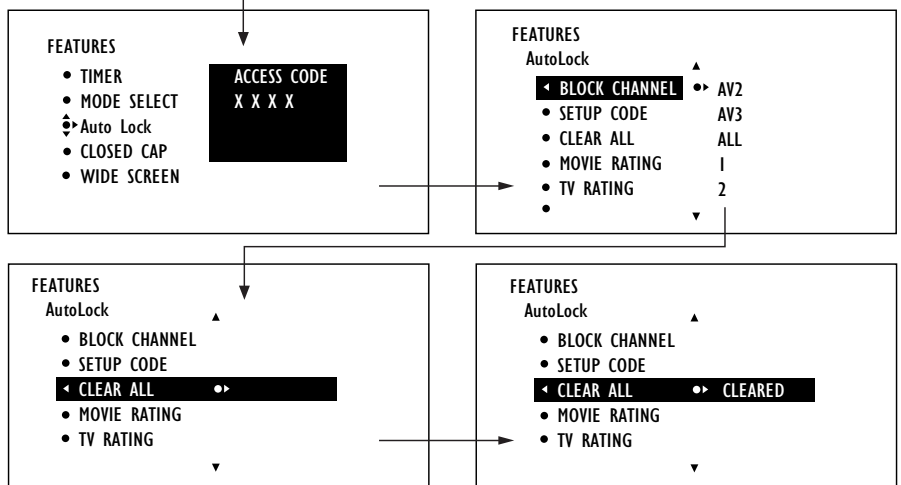 FEATURES
TIMER
MODE SELECT
Auto Lock
CLOSED CAP
WIDE SCREEN
ACCESS CODE
X X X X
FEATURES
AutoLock
BLOCK CHANNEL AV2
SETUP CODE AV3
CLEAR ALL ALL
MOVIE RATING 1
TV RATING 2
FEATURES
AutoLock
BLOCK CHANNEL
SETUP CODE
CLEAR ALL
MOVIE RATING
TV RATING
FEATURES
AutoLock
BLOCK CHANNEL
SETUP CODE
CLEAR ALL CLEARED
MOVIE RATING
TV RATING